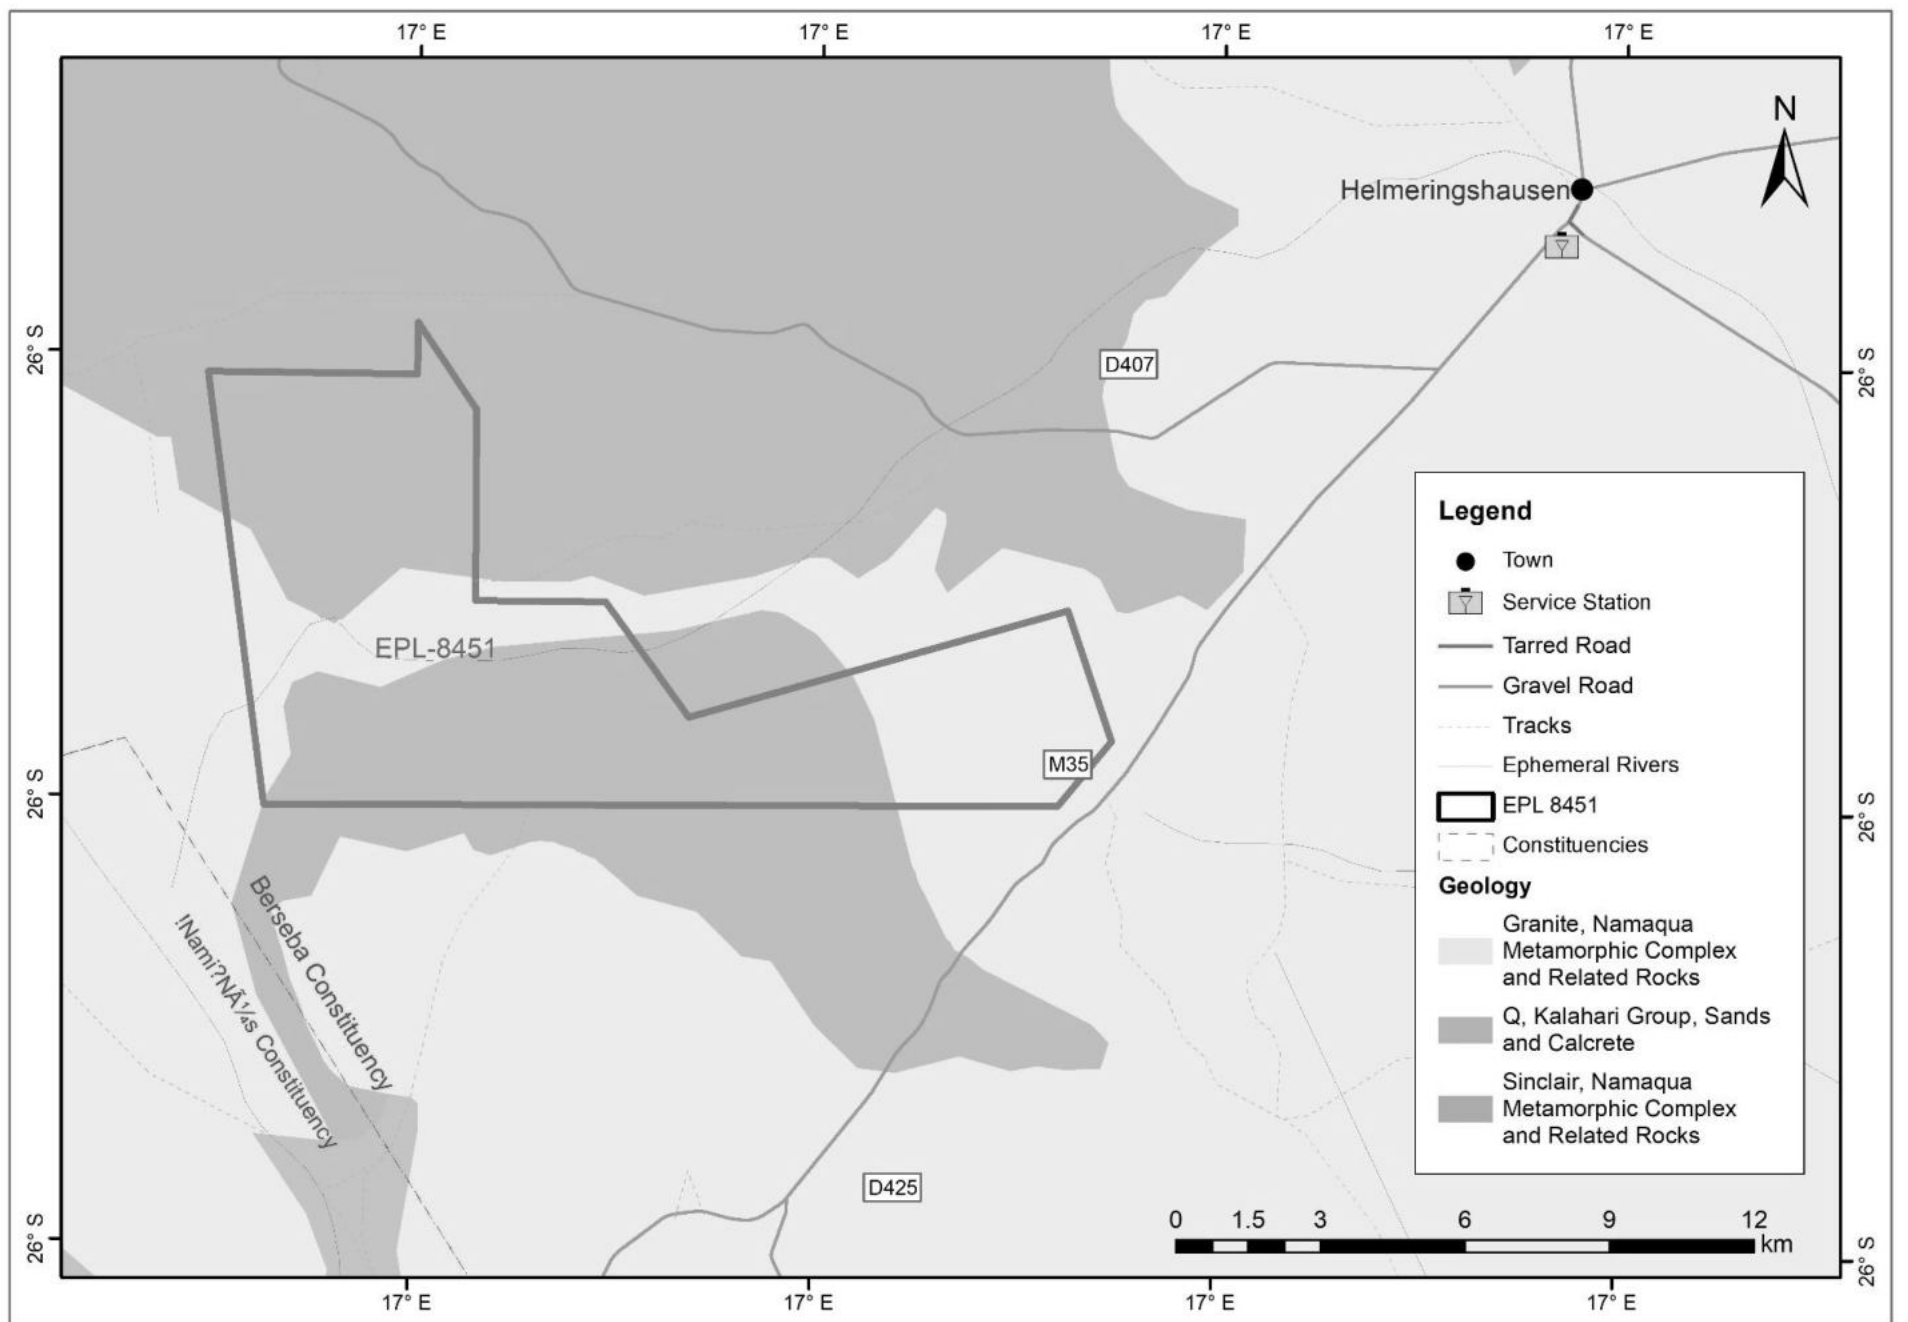 17° E 17° E 17° E 17° E
N
Helmeringshausen
26° S
26° S
D407
Legend
Town
Service Station
Tarred Road
Gravel Road
Tracks
Ephemeral Rivers
EPL 8451
Constituencies
Geology
Granite, Namaqua
Metamorphic Complex
and Related Rocks
Q, Kalahari Group, Sands
and Calcrete
Sinclair, Namaqua
Metamorphic Complex
and Related Rocks
EPL-8451
M35
26° S
26° S
Berseba Constituency
!Nami?NÃ¼s Constituency
D425
0 1.5 3 6 9 12
km
26° S
26° S
17° E 17° E 17° E 17° E